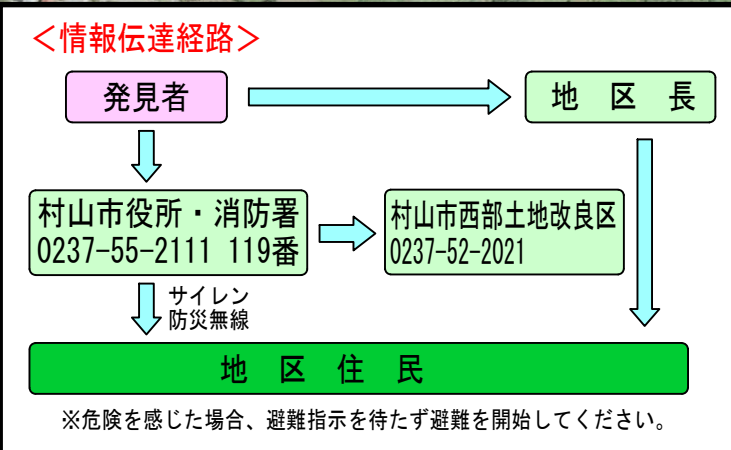 ＜情報伝達経路＞
発見者
地区長
村山市役所・消防署
0237-55-2111 119番
村山市西部土地改良区
0237-52-2021
サイレン
防災無線
地区住民
※危険を感じた場合、避難指示を待たず避難を開始してください。